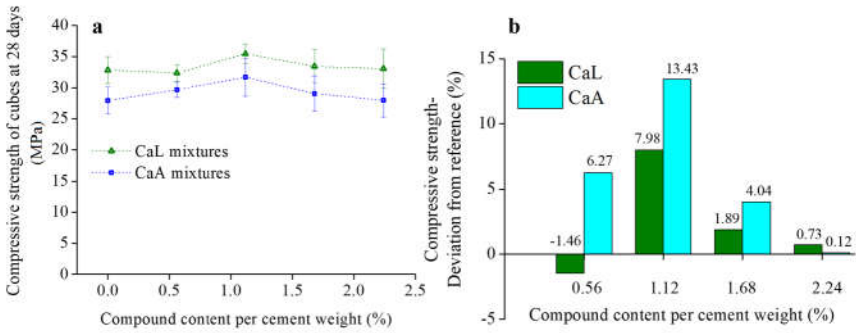 a
Compressive strength of cubes at 28 days
(MPa)
40
35
30
25
20
15
10
5
0
CaL mixtures
CaA mixtures
0.0
0.5
1.0
1.5
2.0
2.5
Compound content per cement weight (%)
b
Compressive strength-
Deviation from reference (%)
15
10
5
0
-5
CaL
CaA
-1.46
6.27
7.98
13.43
1.89
4.04
0.73
0.12
0.56
1.12
1.68
2.24
Compound content per cement weight (%)